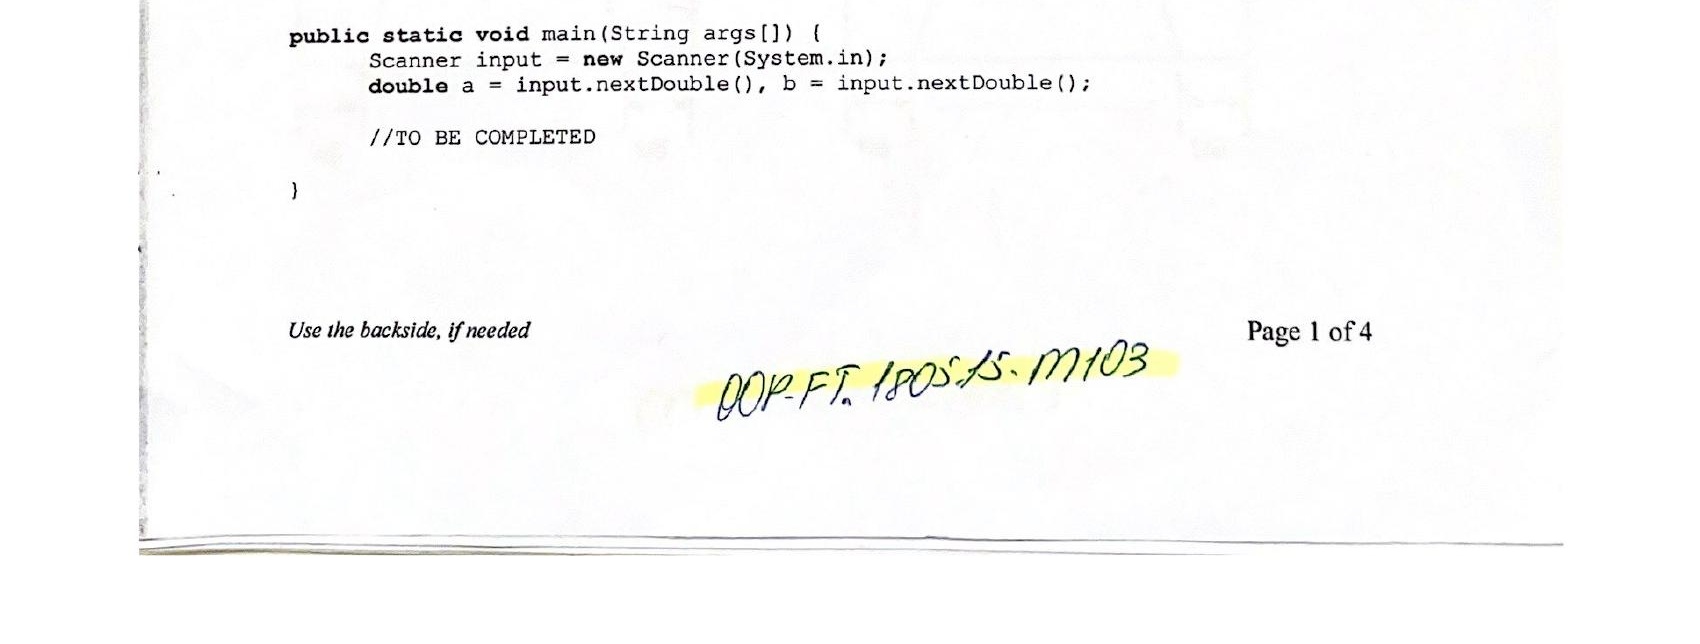 public static void main(String args[]) {
Scanner input = new Scanner(System.in);
double a = input.nextDouble(), b = input.nextDouble();
//TO BE COMPLETED
}
Use the backside, if needed
Page 1 of 4
OOP-FT. 180515. M103